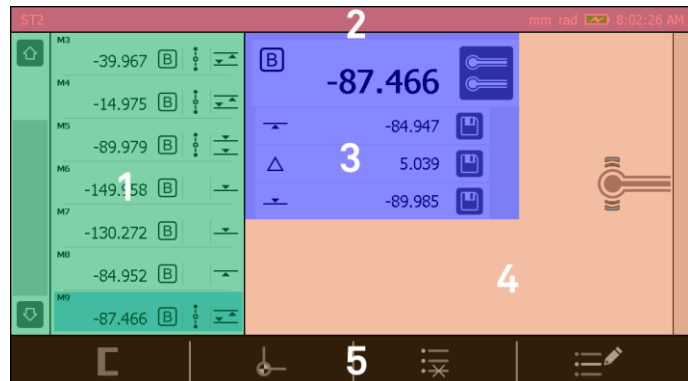 ST2 2 mm rad 8:02:26 AM
M3
-39.967 B
M4
-14.975 B
M5
-89.979 B
M6
-149.958 B
1
M7
-130.272 B
M8
-84.952 B
M9
-87.466 B
B
-87.466
-84.947
3
5.039
-89.985
4
5